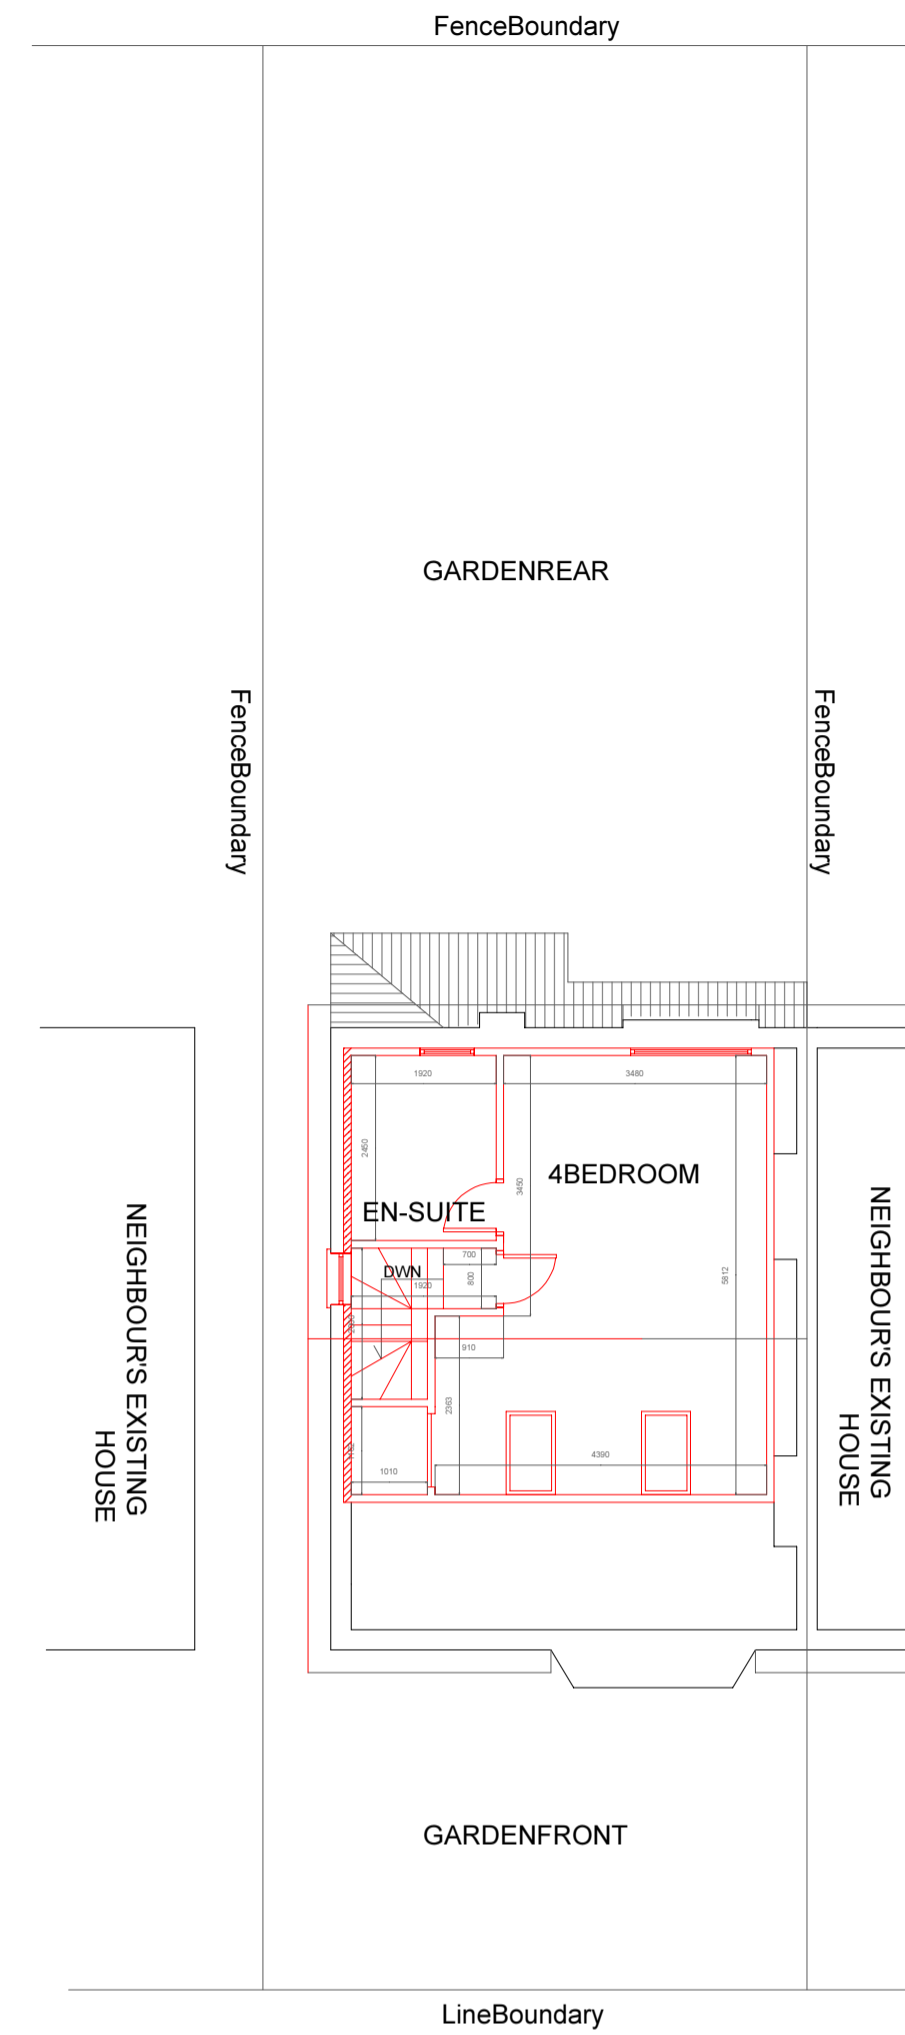 FenceBoundary
GARDENREAR
FenceBoundary
FenceBoundary
1920
3480
2450
3450
4BEDROOM
EN-SUITE
700
DWN
1920
800
5812
910
2363
4390
1010
NEIGHBOUR'S EXISTING
HOUSE
NEIGHBOUR'S EXISTING
HOUSE
GARDENFRONT
LineBoundary